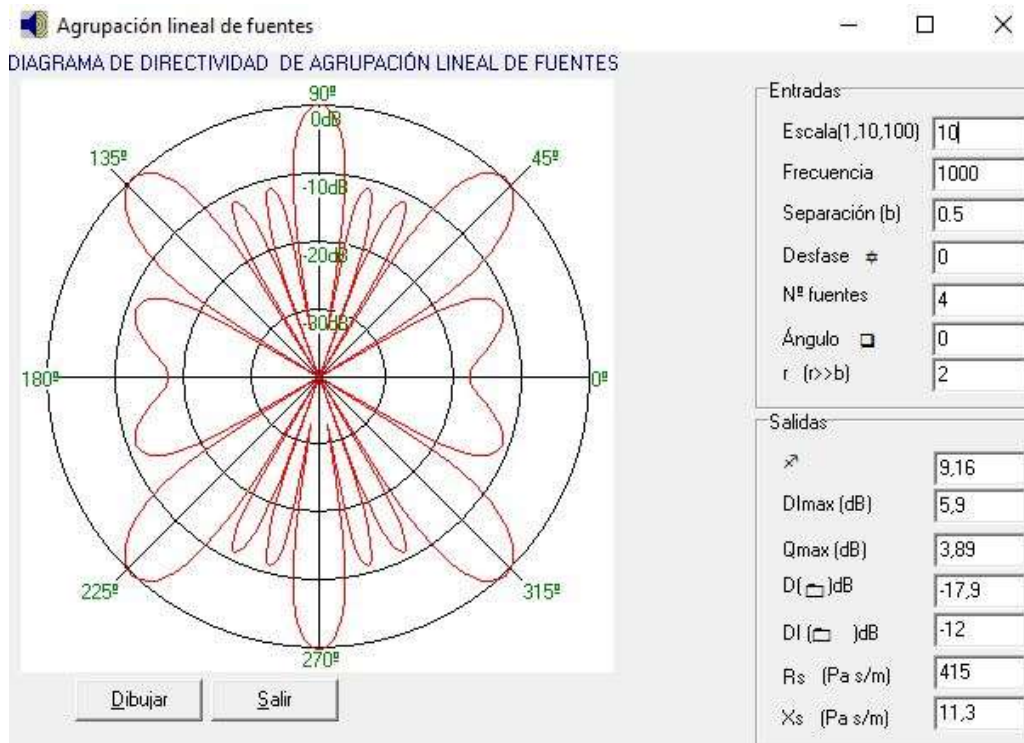 Agrupación lineal de fuentes
DIAGRAMA DE DIRECTIVIDAD DE AGRUPACIÓN LINEAL DE FUENTES
90º
0dB
135º
45º
-10dB
-20dB
-30dB
180º
0º
225º
315º
270º
Dibujar
Salir
Entradas
Escala(1,10,100) 10
Frecuencia 1000
Separación (b) 0.5
Desfase 0
Nº fuentes 4
Ángulo 0
r (r>>b) 2
Salidas
9,16
DImax (dB) 5,9
Qmax (dB) 3,89
D( )dB -17,9
DI ( )dB -12
Rs (Pa s/m) 415
Xs (Pa s/m) 11,3